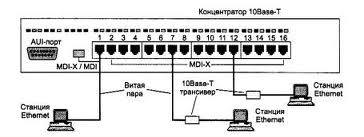 Концентратор 10Base-T
AUI-порт
1 2 3 4 5 6 7 8 9 10 11 12 13 14 15 16
MDI-X / MDI
MDI-X
Витая
пара
10Base-T
трансивер
Станция
Ethernet
Станция
Ethernet
Станция
Ethernet